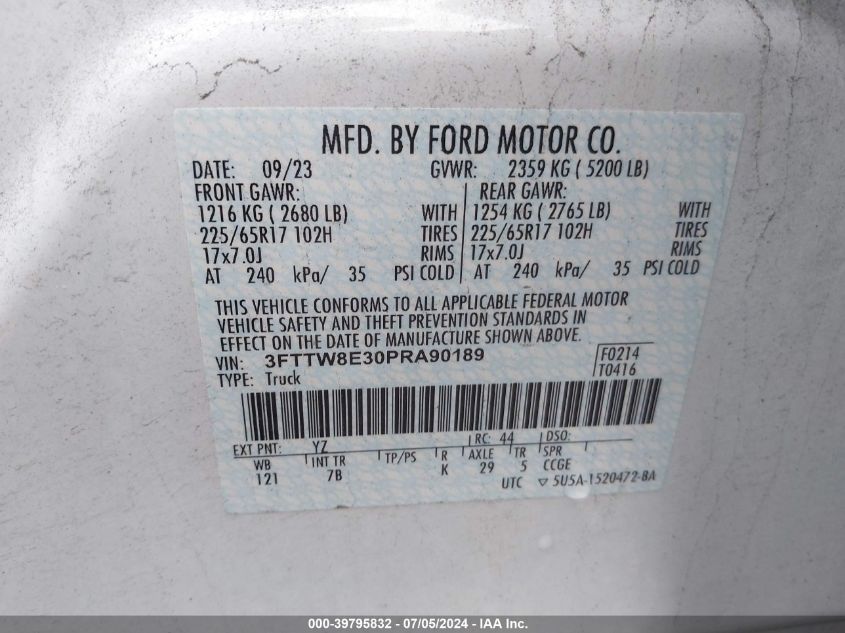 MFD. BY FORD MOTOR CO.
DATE: 09/23 GVWR: 2359 KG ( 5200 LB)
FRONT GAWR: REAR GAWR:
1216 KG ( 2680 LB) WITH 1254 KG ( 2765 LB) WITH
225/65R17 102H TIRES 225/65R17 102H TIRES
17x7.0J RIMS 17x7.0J RIMS
AT 240 kPa/ 35 PSI COLD AT 240 kPa/ 35 PSI COLD
THIS VEHICLE CONFORMS TO ALL APPLICABLE FEDERAL MOTOR
VEHICLE SAFETY AND THEFT PREVENTION STANDARDS IN
EFFECT ON THE DATE OF MANUFACTURE SHOWN ABOVE.
VIN: 3FTTW8E30PRA90189 F0214
TYPE: Truck T0416
EXT PNT: YZ RC: 44 DSO:
WB INT TR TP/PS R AXLE TR SPR
121 7B K 29 5 CCGE
UTC ▽ 5U5A-1520472-BA
000-39795832 - 07/05/2024 - IAA Inc.